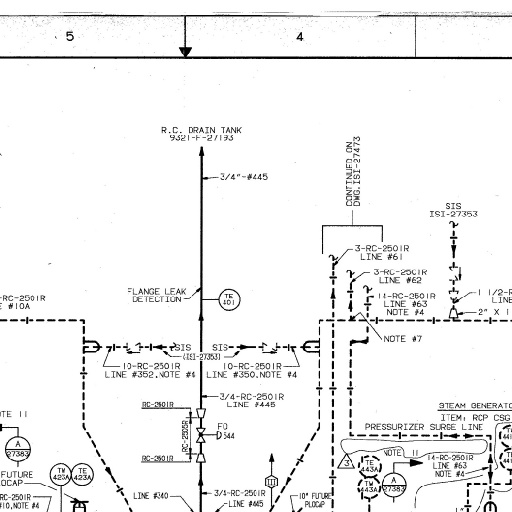 5
4
R.C. DRAIN TANK
9321-F-27193
3/4"-#445
CONTINUED ON
DWG.ISI-27473
SIS
ISI-27353
3-RC-2501R
LINE #61
3-RC-2501R
LINE #62
14-RC-2501R
LINE #63
NOTE #4
FLANGE LEAK
DETECTION
TE
401
-RC-2501R
#10A
1 1/2-R
LINE
2" X 1
NOTE #7
SIS
SIS
(ISI-27353)
10-RC-2501R
LINE #352,NOTE #4
10-RC-2501R
LINE #350,NOTE #4
3/4-RC-2501R
LINE #445
RC-2501R
RC-2505R
FO
544
RC-2501R
STEAM GENERATO
ITEM: RCP CSG
PRESSURIZER SURGE LINE
OTE 11
A
27383
NOTE 11
14-RC-2501R
LINE #63
NOTE #4
3
TE
443A
TW
443A
A
27383
FUTURE
TW
423A
TE
423A
-RC-2501R
#10,NOTE #4
LINE #340
3/4-RC-2501R
LINE #445
10" FUTURE